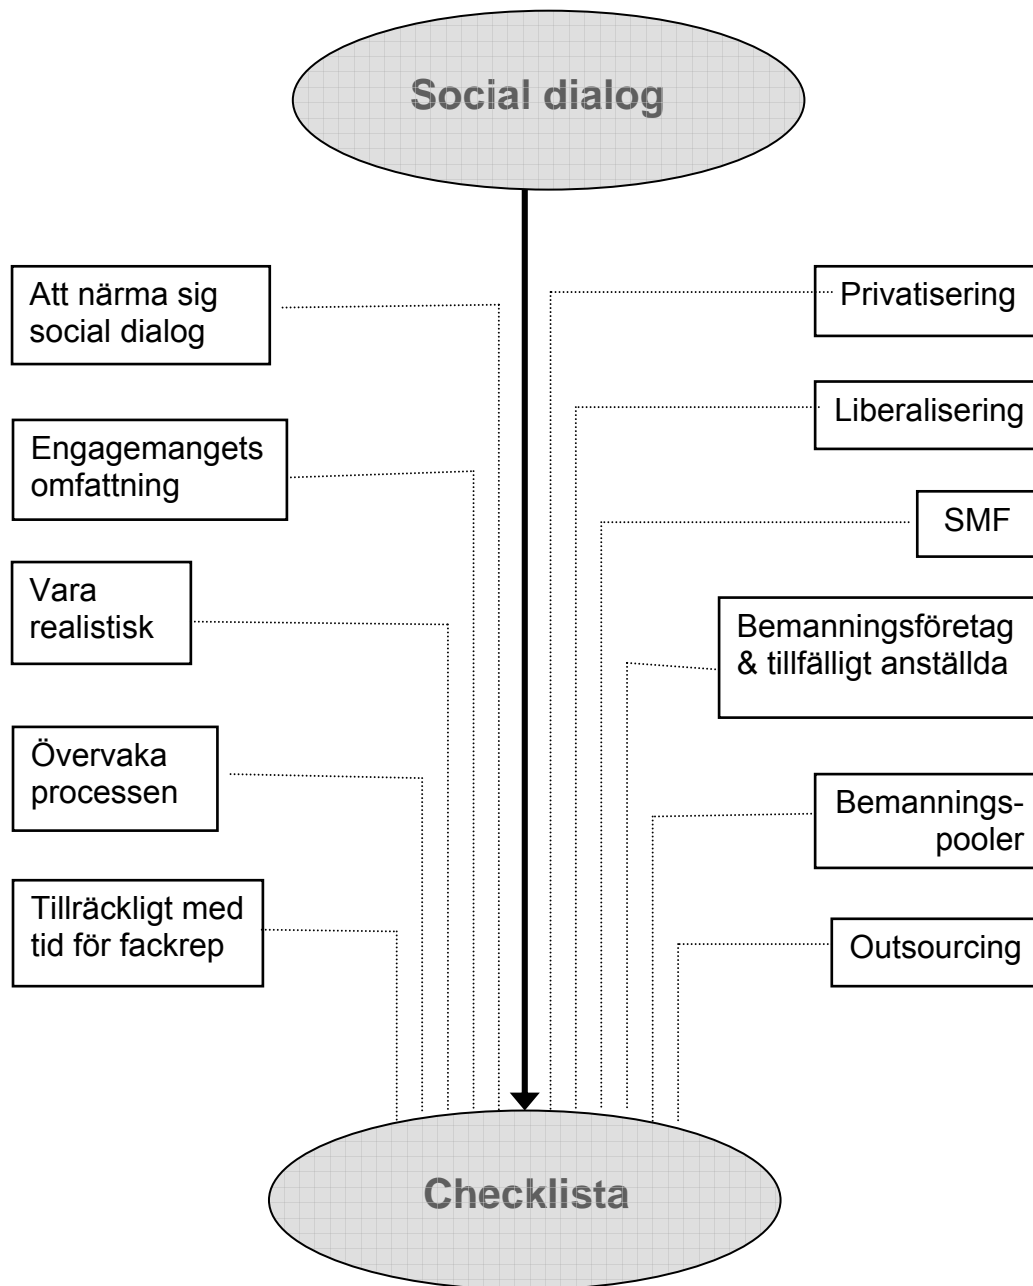 Social dialog
Att närma sig
social dialog
Engagemangets
omfattning
Vara
realistisk
Övervaka
processen
Tillräckligt med
tid för fackrep
Privatisering
Liberalisering
SMF
Bemanningsföretag
& tillfälligt anställda
Bemannings-
pooler
Outsourcing
Checklista